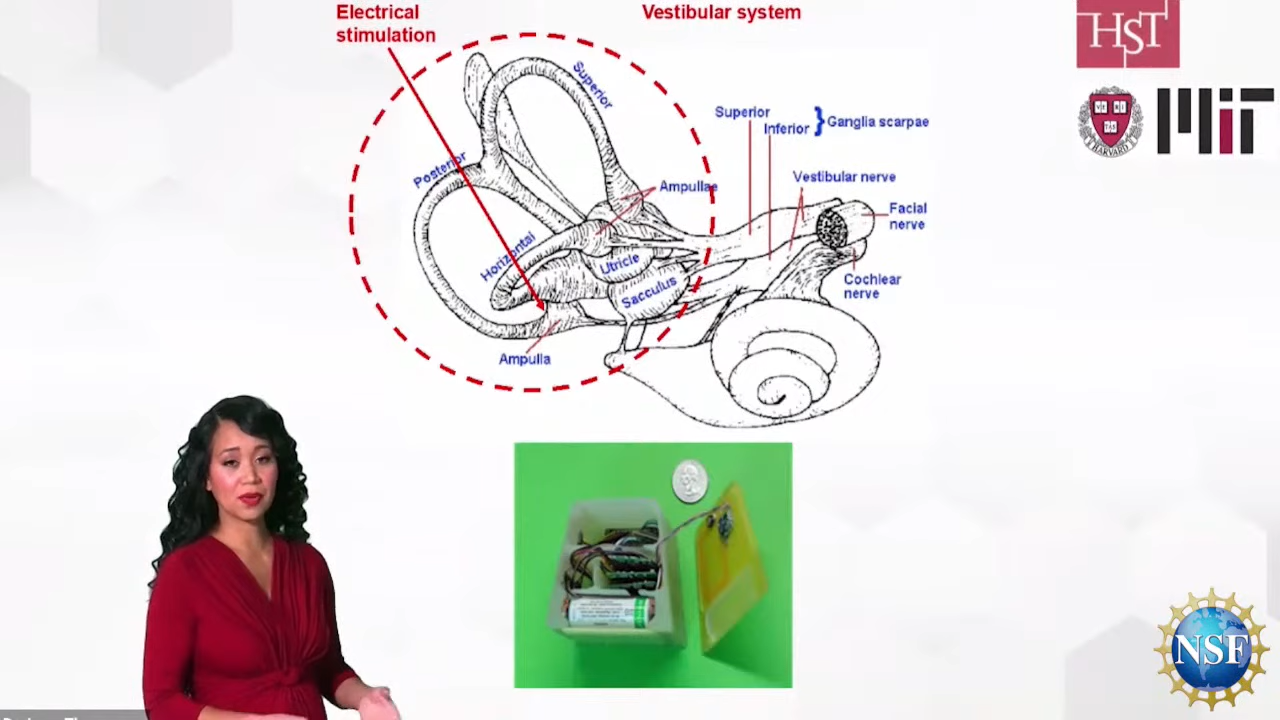 Electrical
stimulation
Vestibular system
HST
HARVARD
MIT
Superior
Posterior
Horizontal
Superior
Inferior
Ganglia scarpae
Ampullae
Vestibular nerve
Facial
nerve
Utricle
Sacculus
Cochlear
nerve
Ampulla
NSF